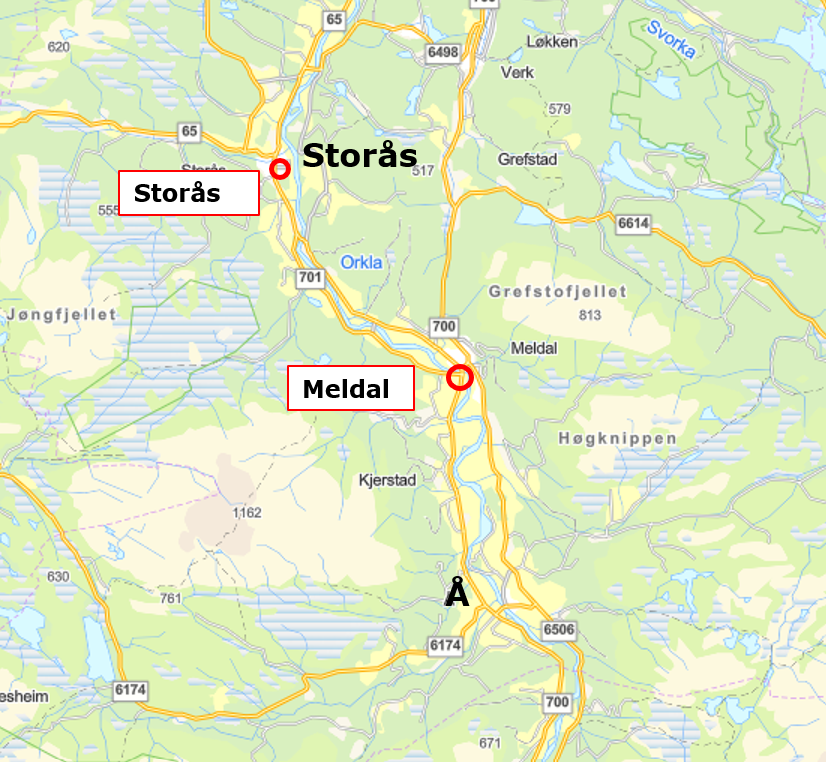 65
Løkken
Verk
Svorka
620
6498
579
65
Storås
Storås
517
Grefstad
Storås
555
6614
Orkla
701
Grefstofjellet
813
Jøngfjellet
700
Meldal
Meldal
Høgknippen
Kjerstad
1162
630
761
Å
6174
6506
6174
esheim
700
671